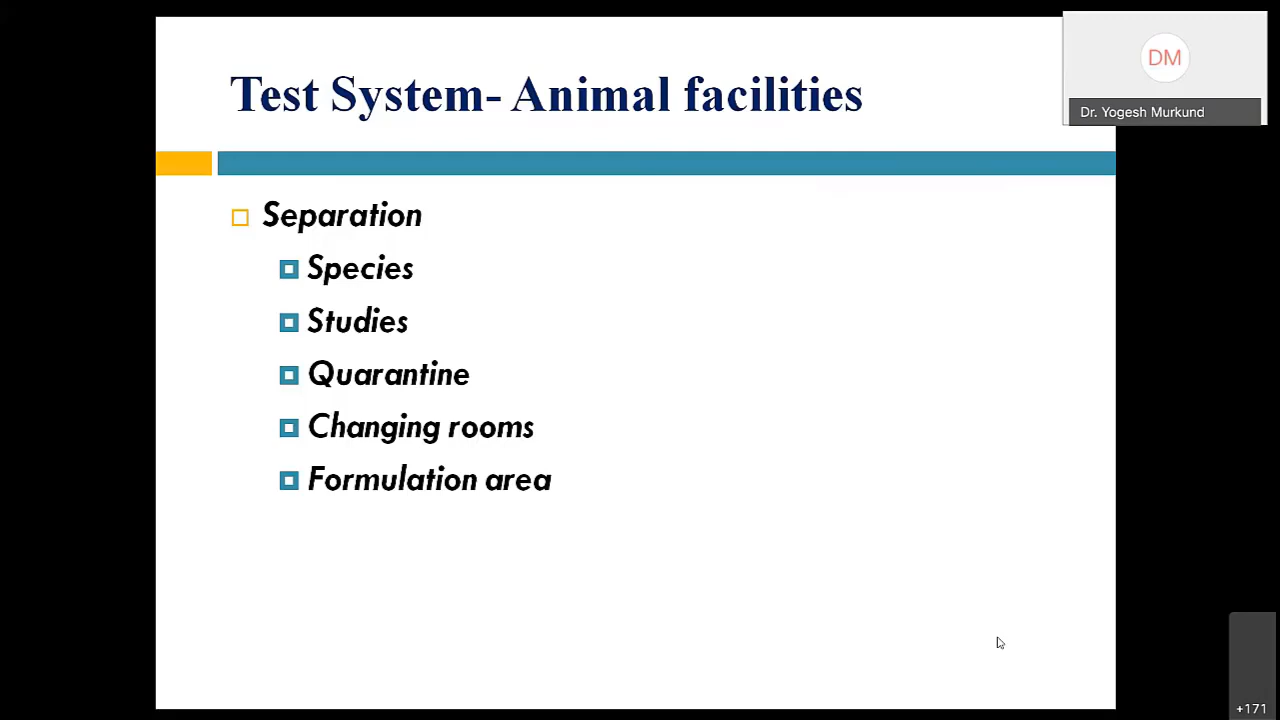 Test System- Animal facilities
DM
Dr. Yogesh Murkund
Separation
Species
Studies
Quarantine
Changing rooms
Formulation area
+171